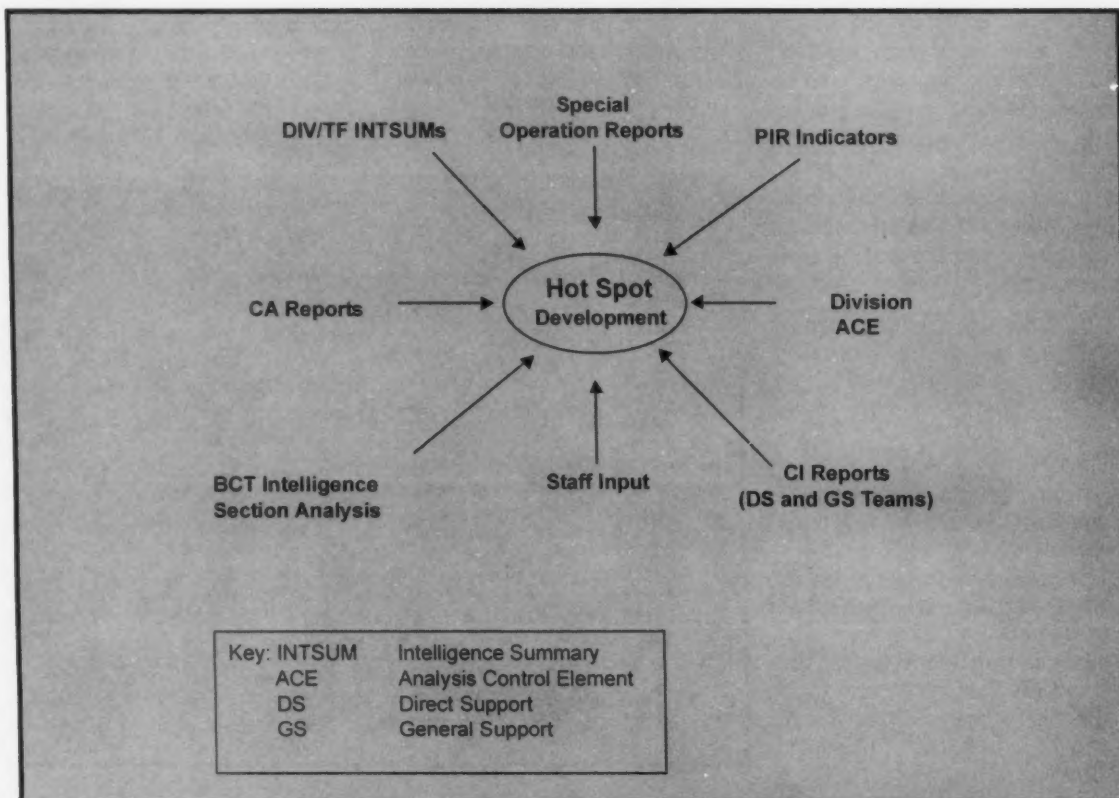 Special
Operation Reports
DIV/TF INTSUMs
PIR Indicators
CA Reports
Hot Spot
Development
Division
ACE
BCT Intelligence
Section Analysis
Staff Input
CI Reports
(DS and GS Teams)
Key: INTSUM Intelligence Summary
ACE Analysis Control Element
DS Direct Support
GS General Support